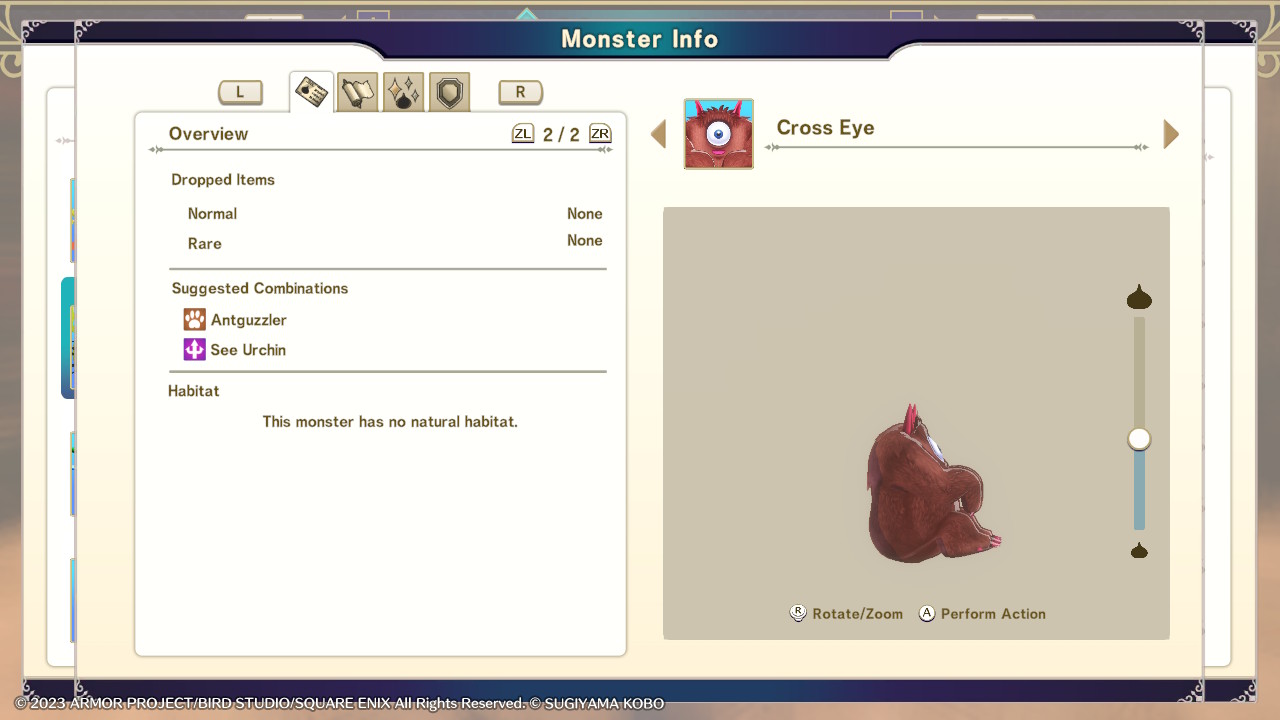 Monster Info
L
R
Overview
ZL 2 / 2 ZR
Cross Eye
Dropped Items
Normal None
Rare None
Suggested Combinations
Antguzzler
See Urchin
Habitat
This monster has no natural habitat.
R Rotate/Zoom A Perform Action
© 2023 ARMOR PROJECT/BIRD STUDIO/SQUARE ENIX All Rights Reserved. © SUGIYAMA KOBO